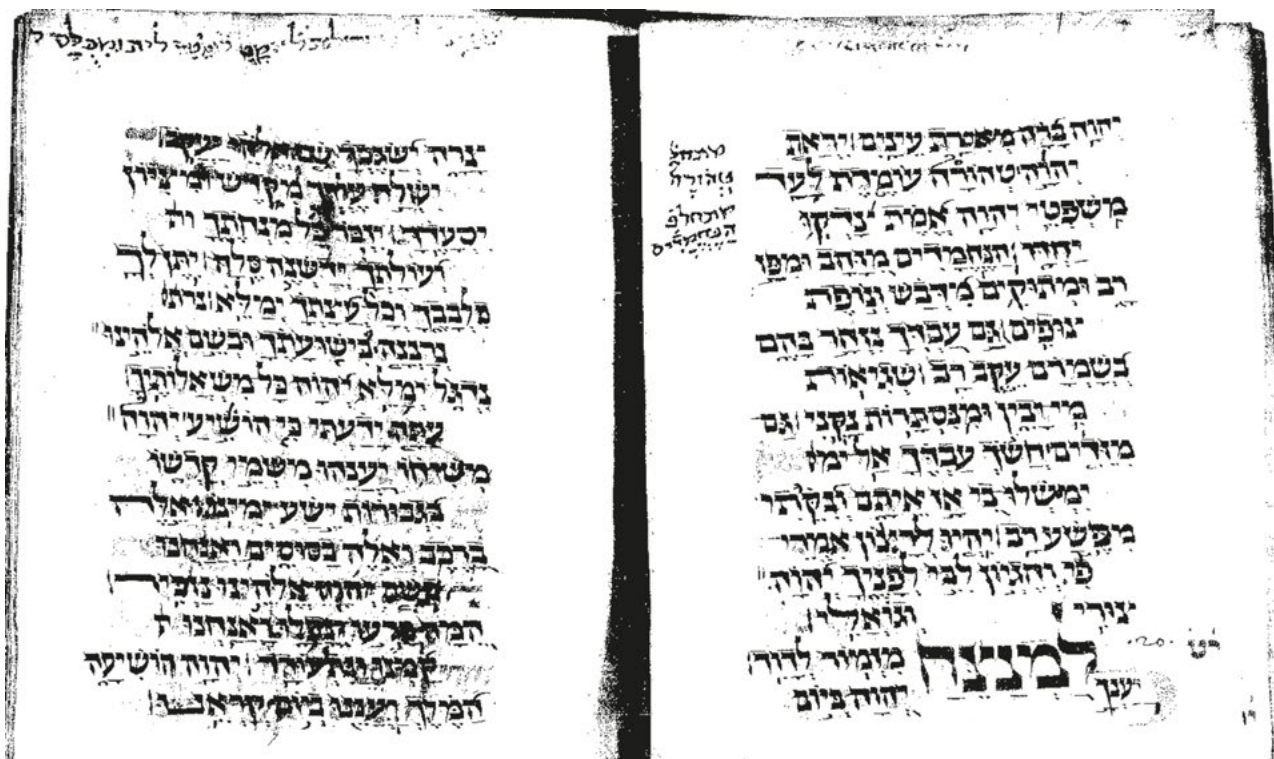 יהוה ברה מאירת עינים יראת
יהוה טהורה עומדת לעד
טהורה
משפטי יהוה אמת צדקו
יחדו הנחמדים מזהב ומפז
הנחמדים
רב ומתוקים מדבש ונופת
צופים גם עבדך נזהר בהם
בשמרם עקב רב שגיאות
מי יבין ומנסתרות נקני גם
מזדים חשך עבדך אל
ימשלו בי אז איתם ונקתי
מפשע רב יהיו לרצון אמרי
פי והגיון לבי לפניך יהוה
צורי וגואלי
20
למנצח מזמור לדוד
יענך יהוה ביום
צרה ישגבך שם אלהי
ישלח עזרך מקדש ומציון
יסעדך יזכר כל מנחתך
ועולתך ידשנה סלה יתן לך
כלבבך וכל עצתך ימלא
נרננה בישועתך ובשם אלהינו
נדגל ימלא יהוה כל משאלותיך
עתה ידעתי כי הושיע יהוה
משיחו יענהו משמי קדשו
בגבורות ישע ימינו אלה
ברכב ואלה בסוסים ואנחנו
בשם יהוה אלהינו נזכיר
המה כרעו ונפלו ואנחנו ק
קמנו ונתעודד יהוה הושיעה
המלך יעננו ביום קראנו